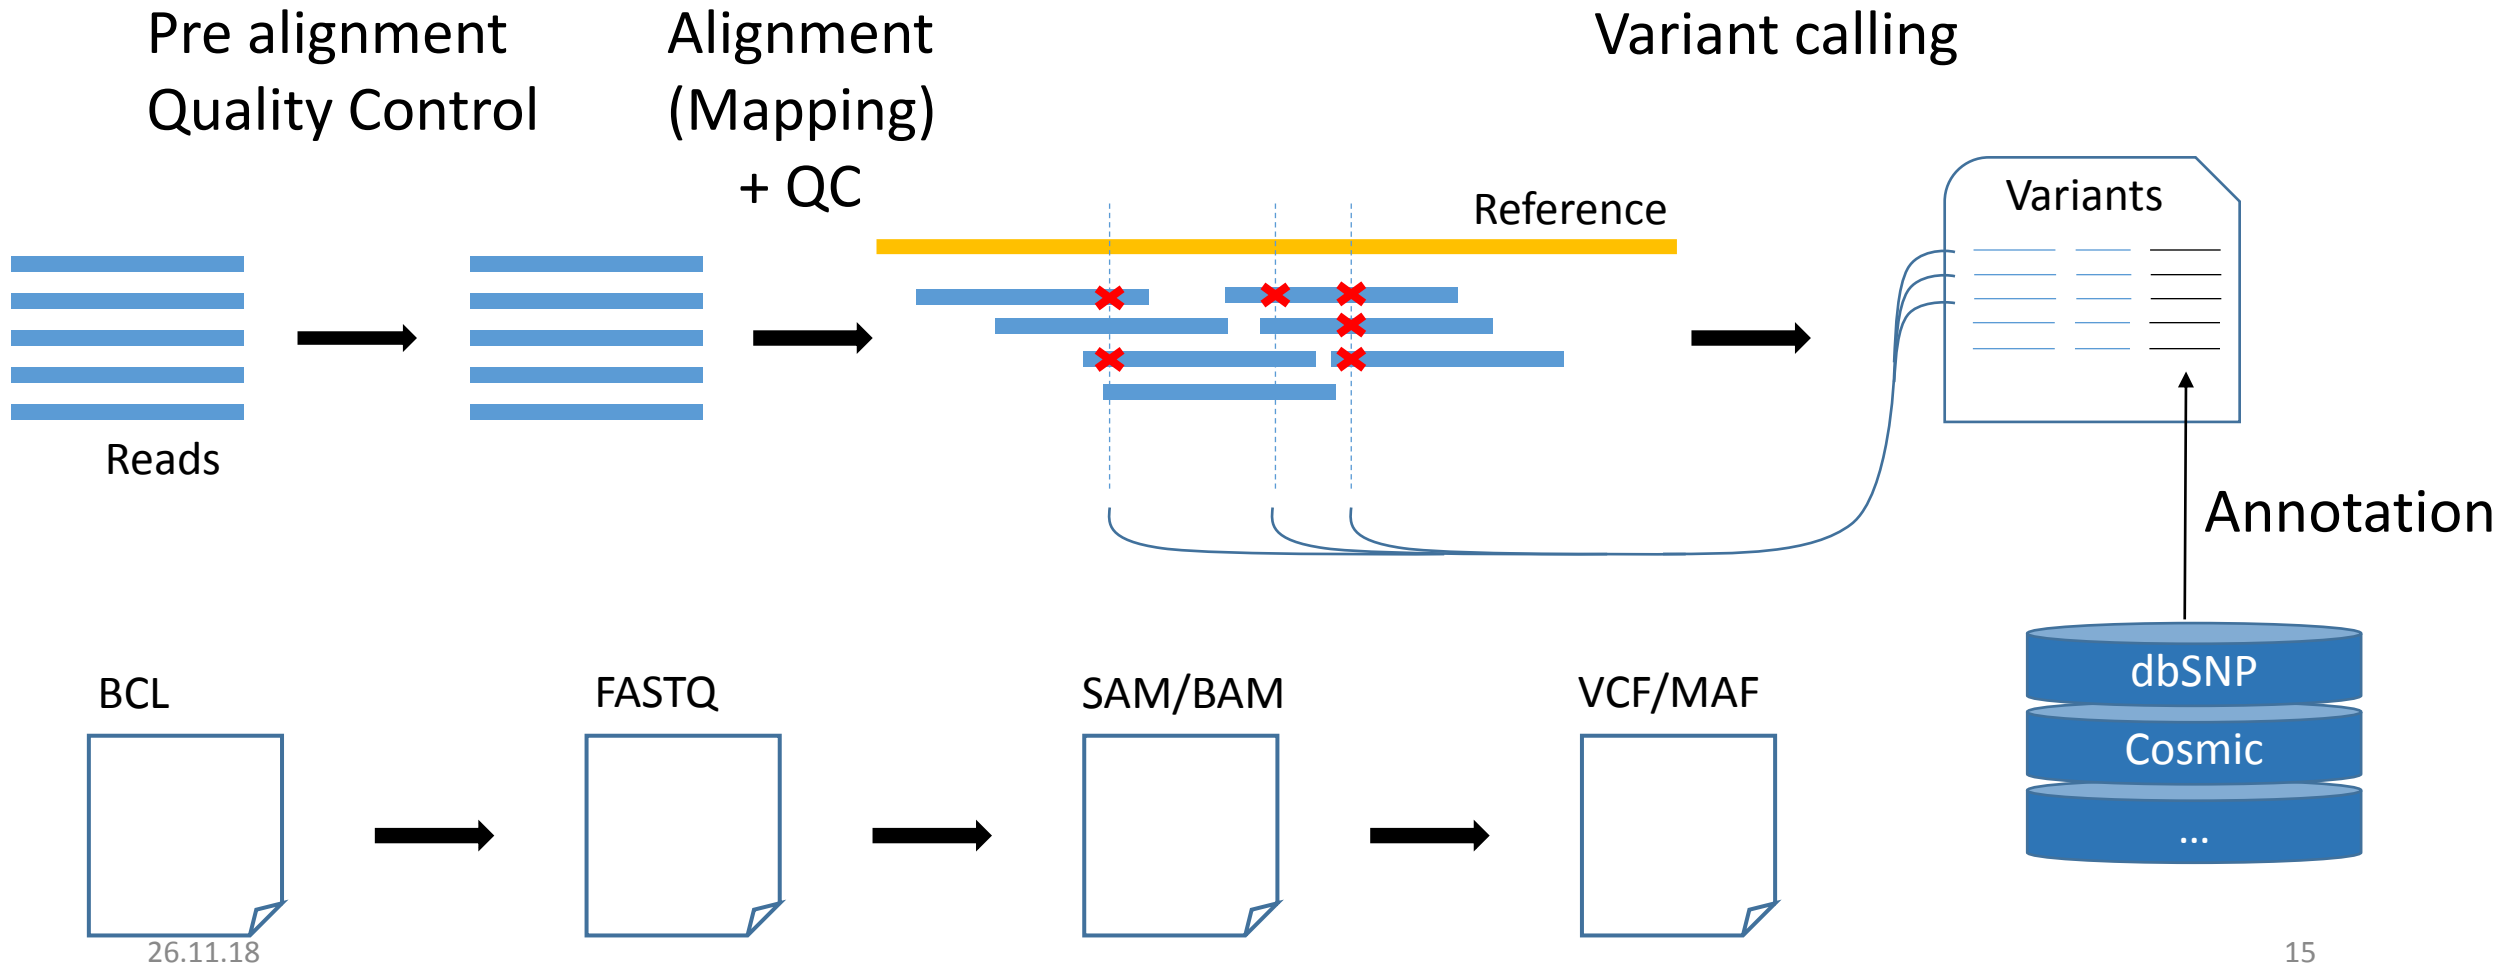 Pre alignment
Quality Control
Alignment
(Mapping)
+ QC
Variant calling
Reference
Variants
Reads
Annotation
BCL
FASTQ
SAM/BAM
VCF/MAF
dbSNP
Cosmic
...
26.11.18
15